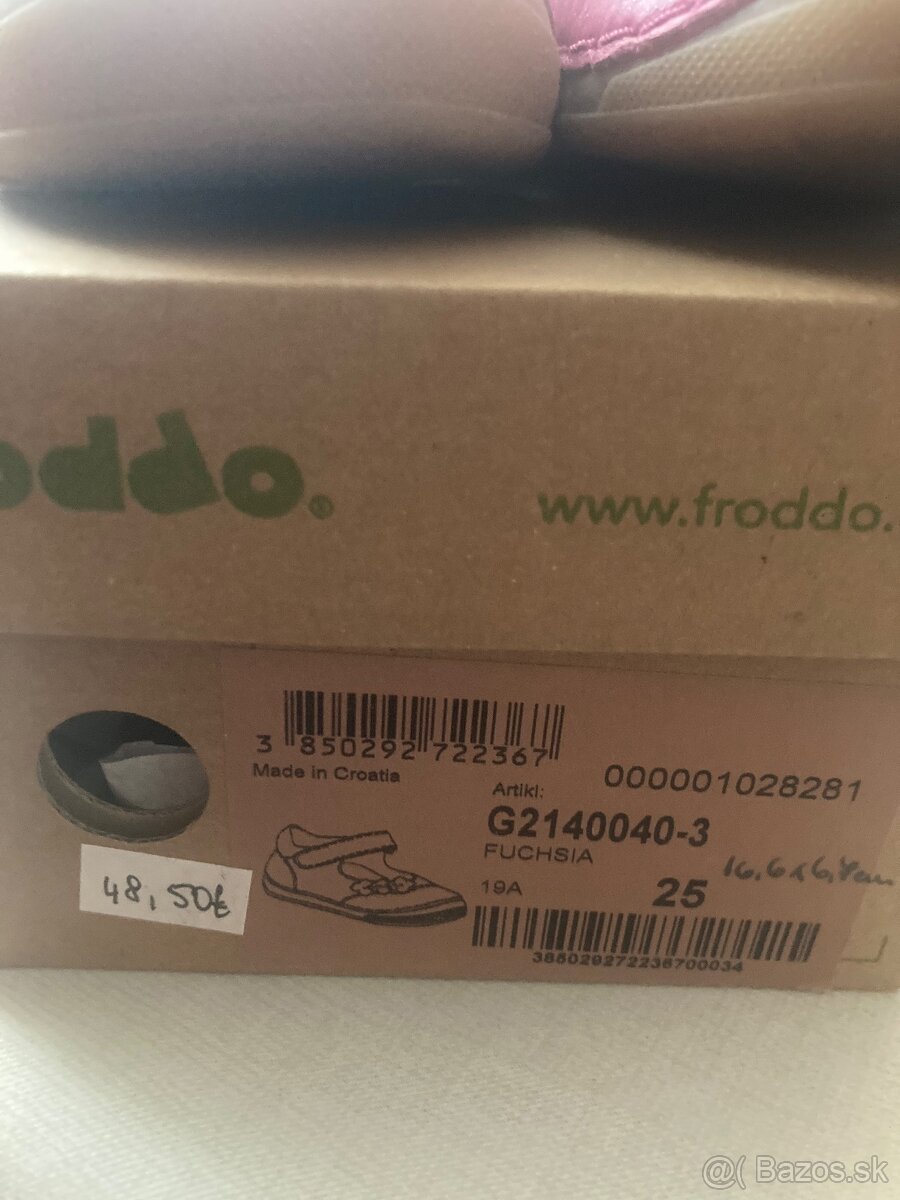 oddo.®
www.froddo.
3 850292 722367
Made in Croatia
000001028281
Artikl:
G2140040-3
FUCHSIA
16,6x6,4cm
19A
25
48,50€
385029272236700034
@( Bazos.sk